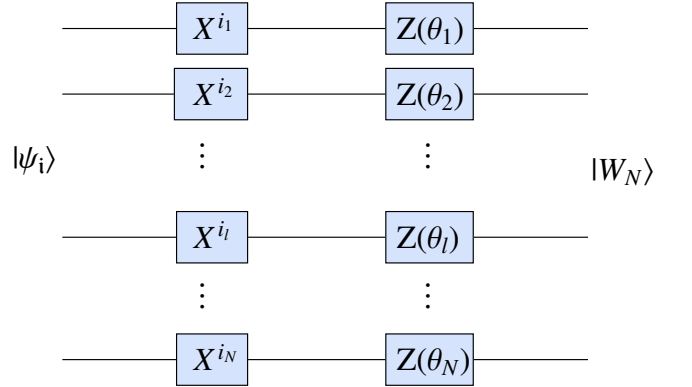 X^{i_1} Z(θ_1)
X^{i_2} Z(θ_2)
⋮ ⋮
|ψ_i⟩ |W_N⟩
X^{i_l} Z(θ_l)
⋮ ⋮
X^{i_N} Z(θ_N)